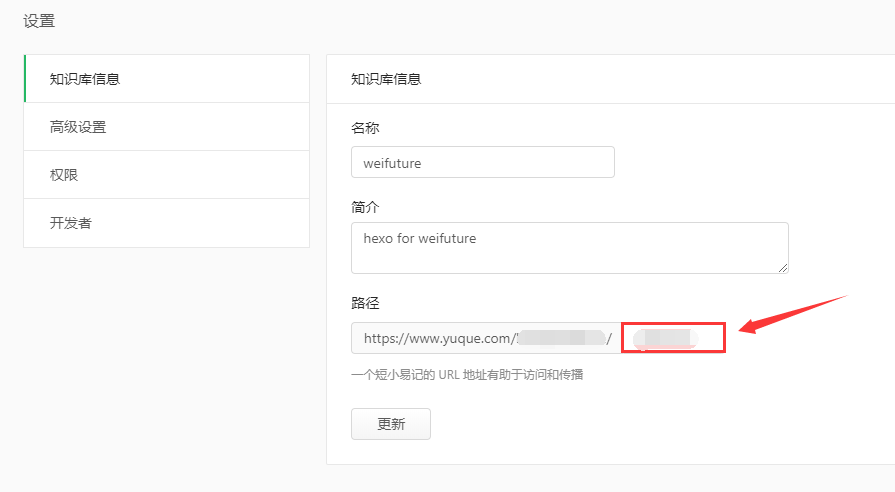 设置
知识库信息
高级设置
权限
开发者
知识库信息
名称
weifuture
简介
hexo for weifuture
路径
https://www.yuque.com/ /
一个短小易记的 URL 地址有助于访问和传播
更新